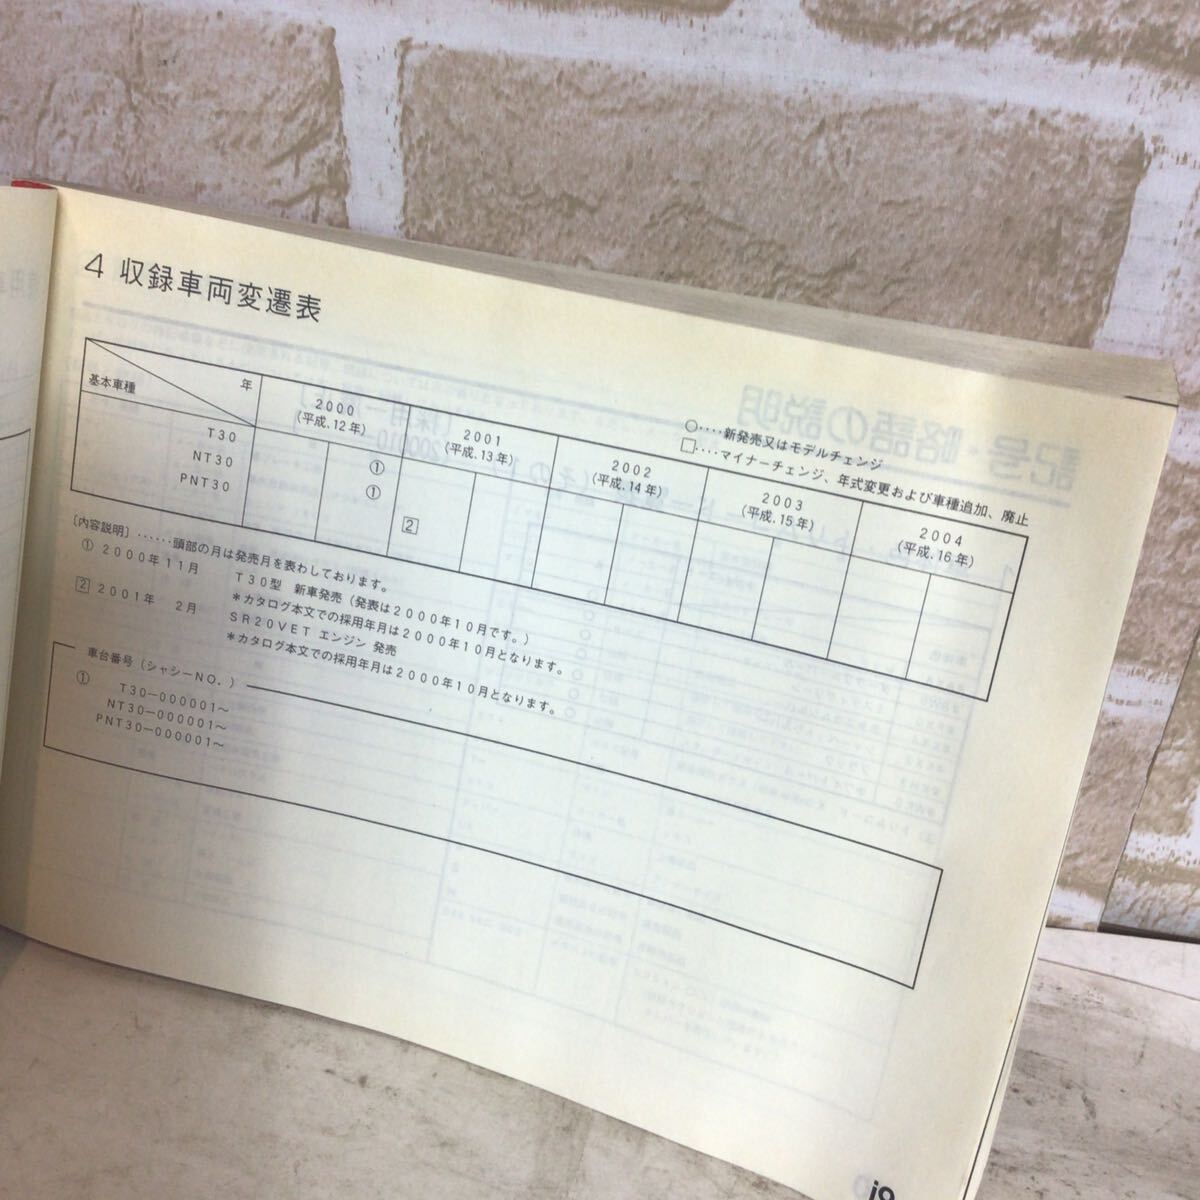 4 収録車両変遷表
○‥‥新発売又はモデルチェンジ
□‥‥マイナーチェンジ、年式変更および車種追加、廃止
年
基本車種
2000
(平成.12年)
2001
(平成.13年)
2002
(平成.14年)
2003
(平成.15年)
2004
(平成.16年)
T30
NT30 ①
PNT30 ① 2
〔内容説明〕‥‥‥頭部の月は発売月を表わしております。
① 2000年11月 T30型 新車発売(発表は2000年10月です。)
*カタログ本文での採用年月は2000年10月となります。
2 2001年 2月 SR20VET エンジン 発売
*カタログ本文での採用年月は2000年10月となります。
車台番号(シャシーNO.)
① T30-000001~
NT30-000001~
PNT30-000001~